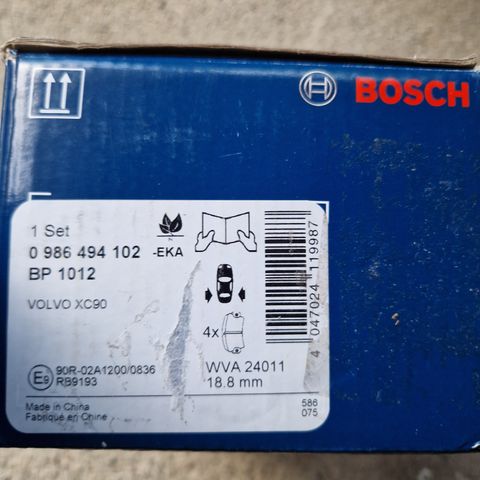 BOSCH
1 Set
0 986 494 102 -EKA
BP 1012
VOLVO XC90
N
4x
4 047024 119987
E9 90R-02A1200/0836
RB9193
WVA 24011
18.8 mm
Made in China
Fabriqué en Chine
586
075